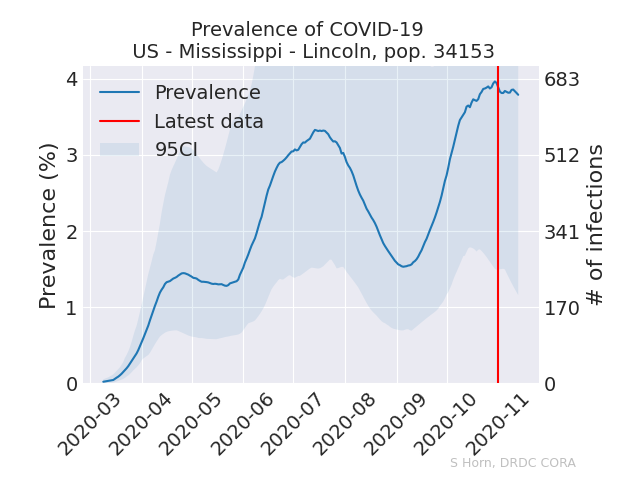 Prevalence of COVID-19
US - Mississippi - Lincoln, pop. 34153
Prevalence
Latest data
95CI
Prevalence (%)
4
3
2
1
0
683
512
341
170
0
# of infections
2020-03
2020-04
2020-05
2020-06
2020-07
2020-08
2020-09
2020-10
2020-11
S Horn, DRDC CORA